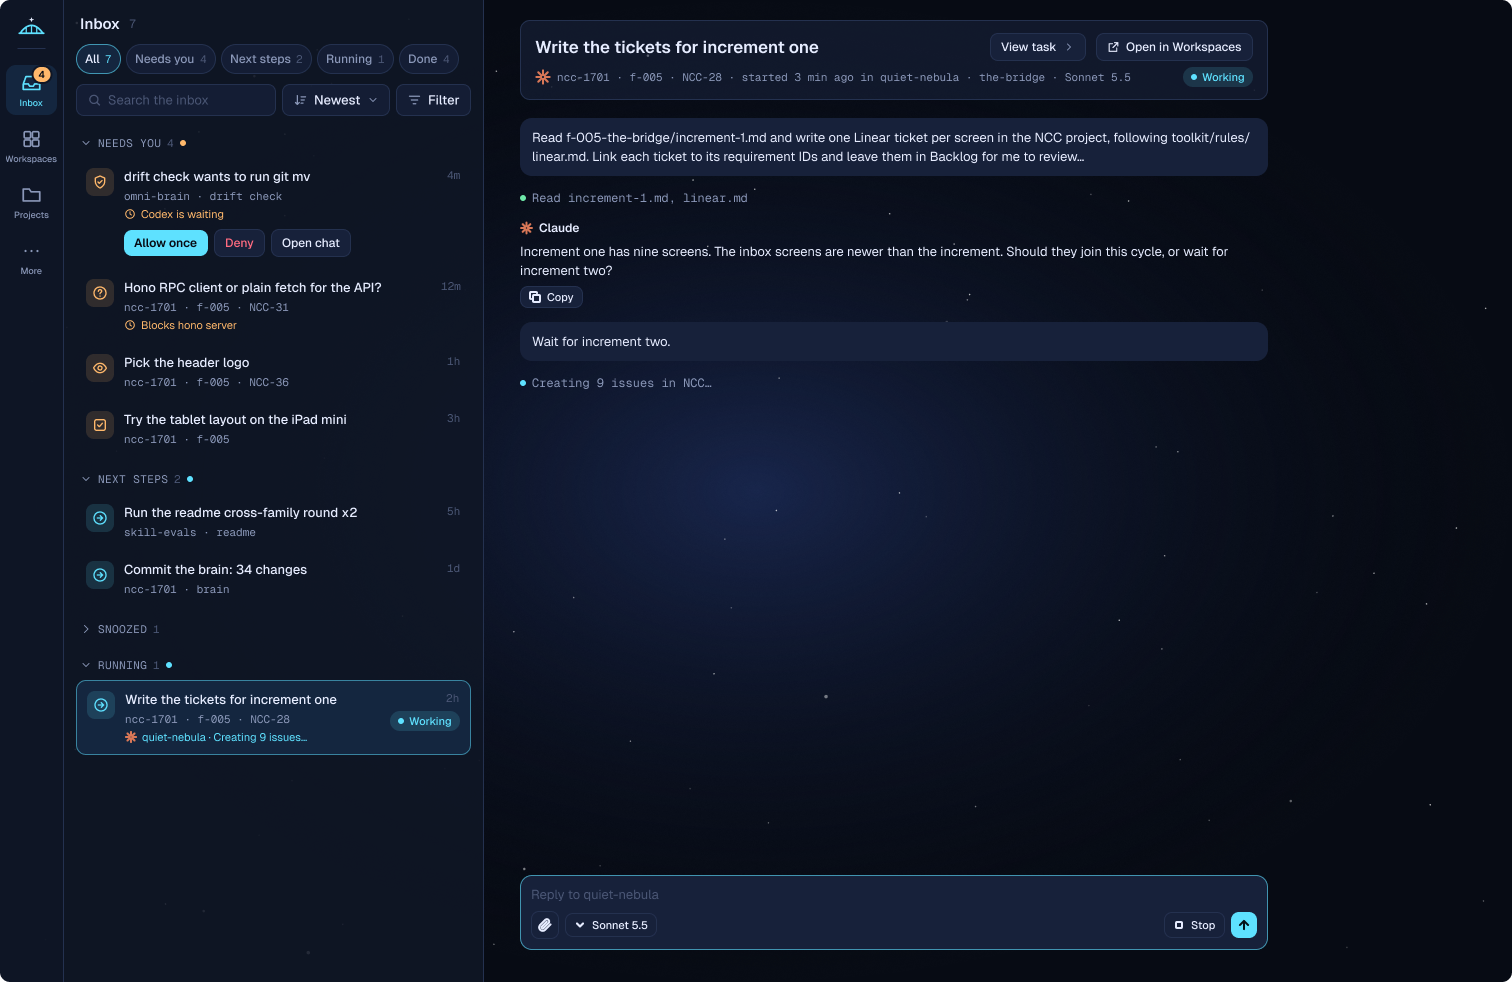 4
Inbox
Workspaces
Projects
More
Inbox 7
All 7
Needs you 4
Next steps 2
Running 1
Done 4
Search the inbox
Newest
Filter
NEEDS YOU 4
drift check wants to run git mv 4m
omni-brain · drift check
Codex is waiting
Allow once
Deny
Open chat
Hono RPC client or plain fetch for the API? 12m
ncc-1701 · f-005 · NCC-31
Blocks hono server
Pick the header logo 1h
ncc-1701 · f-005 · NCC-36
Try the tablet layout on the iPad mini 3h
ncc-1701 · f-005
NEXT STEPS 2
Run the readme cross-family round x2 5h
skill-evals · readme
Commit the brain: 34 changes 1d
ncc-1701 · brain
SNOOZED 1
RUNNING 1
Write the tickets for increment one 2h
ncc-1701 · f-005 · NCC-28
Working
quiet-nebula · Creating 9 issues…
Write the tickets for increment one
View task
Open in Workspaces
ncc-1701 · f-005 · NCC-28 · started 3 min ago in quiet-nebula · the-bridge · Sonnet 5.5
Working
Read f-005-the-bridge/increment-1.md and write one Linear ticket per screen in the NCC project, following toolkit/rules/
linear.md. Link each ticket to its requirement IDs and leave them in Backlog for me to review…
Read increment-1.md, linear.md
Claude
Increment one has nine screens. The inbox screens are newer than the increment. Should they join this cycle, or wait for
increment two?
Copy
Wait for increment two.
Creating 9 issues in NCC…
Reply to quiet-nebula
Sonnet 5.5
Stop